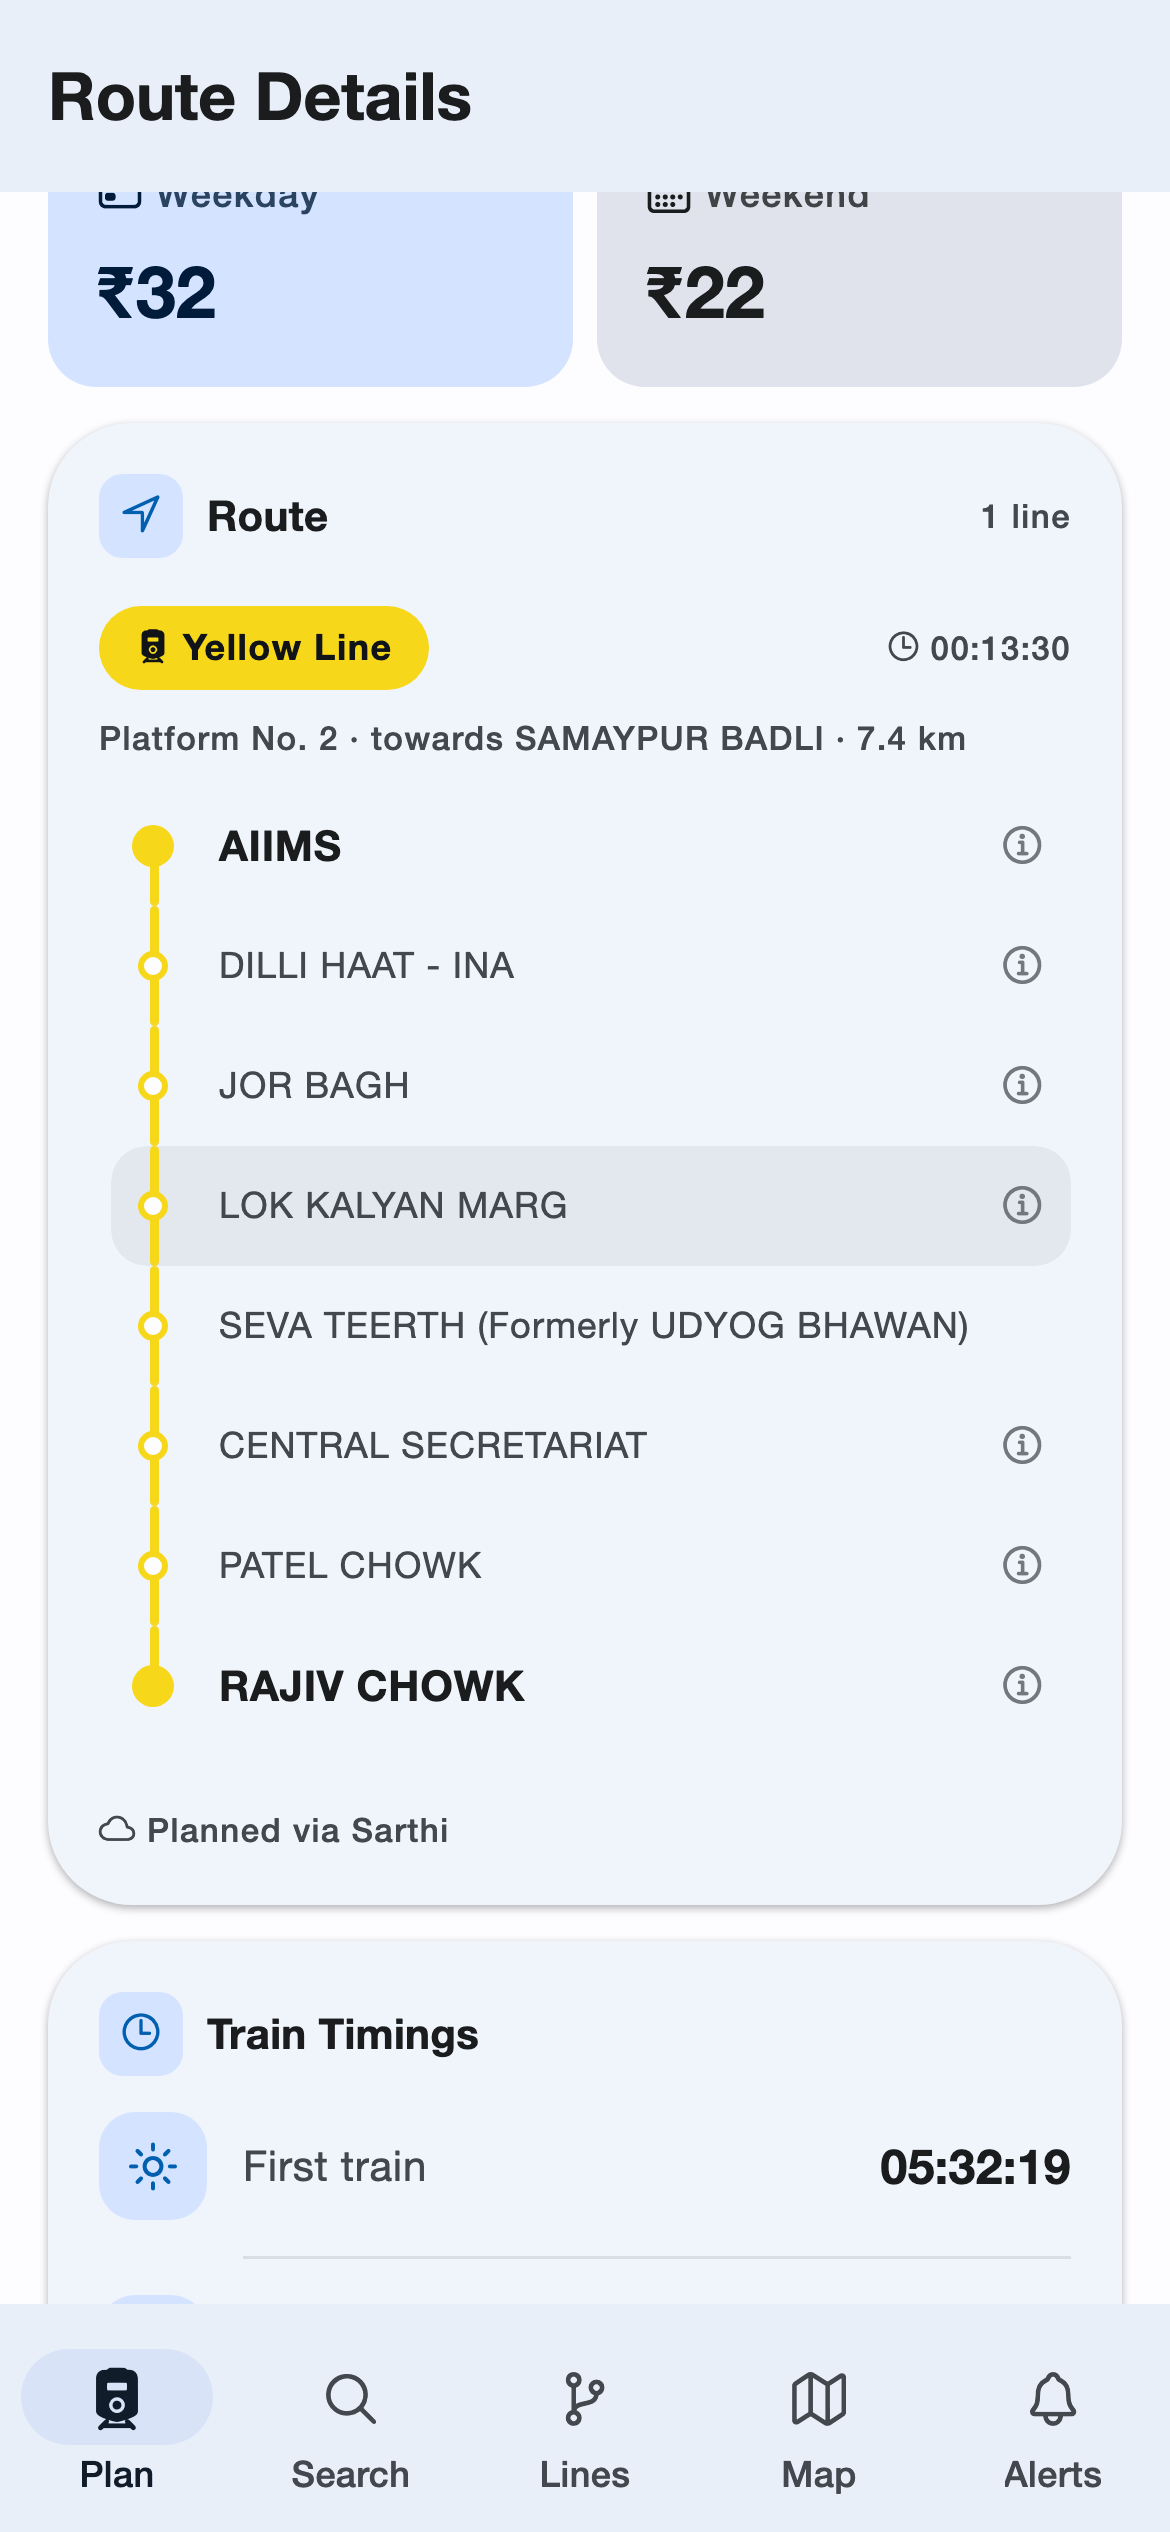 Route Details
Weekday
Weekend
₹32
₹22
Route
1 line
Yellow Line
00:13:30
Platform No. 2 · towards SAMAYPUR BADLI · 7.4 km
AIIMS
DILLI HAAT - INA
JOR BAGH
LOK KALYAN MARG
SEVA TEERTH (Formerly UDYOG BHAWAN)
CENTRAL SECRETARIAT
PATEL CHOWK
RAJIV CHOWK
Planned via Sarthi
Train Timings
First train
05:32:19
Plan
Search
Lines
Map
Alerts